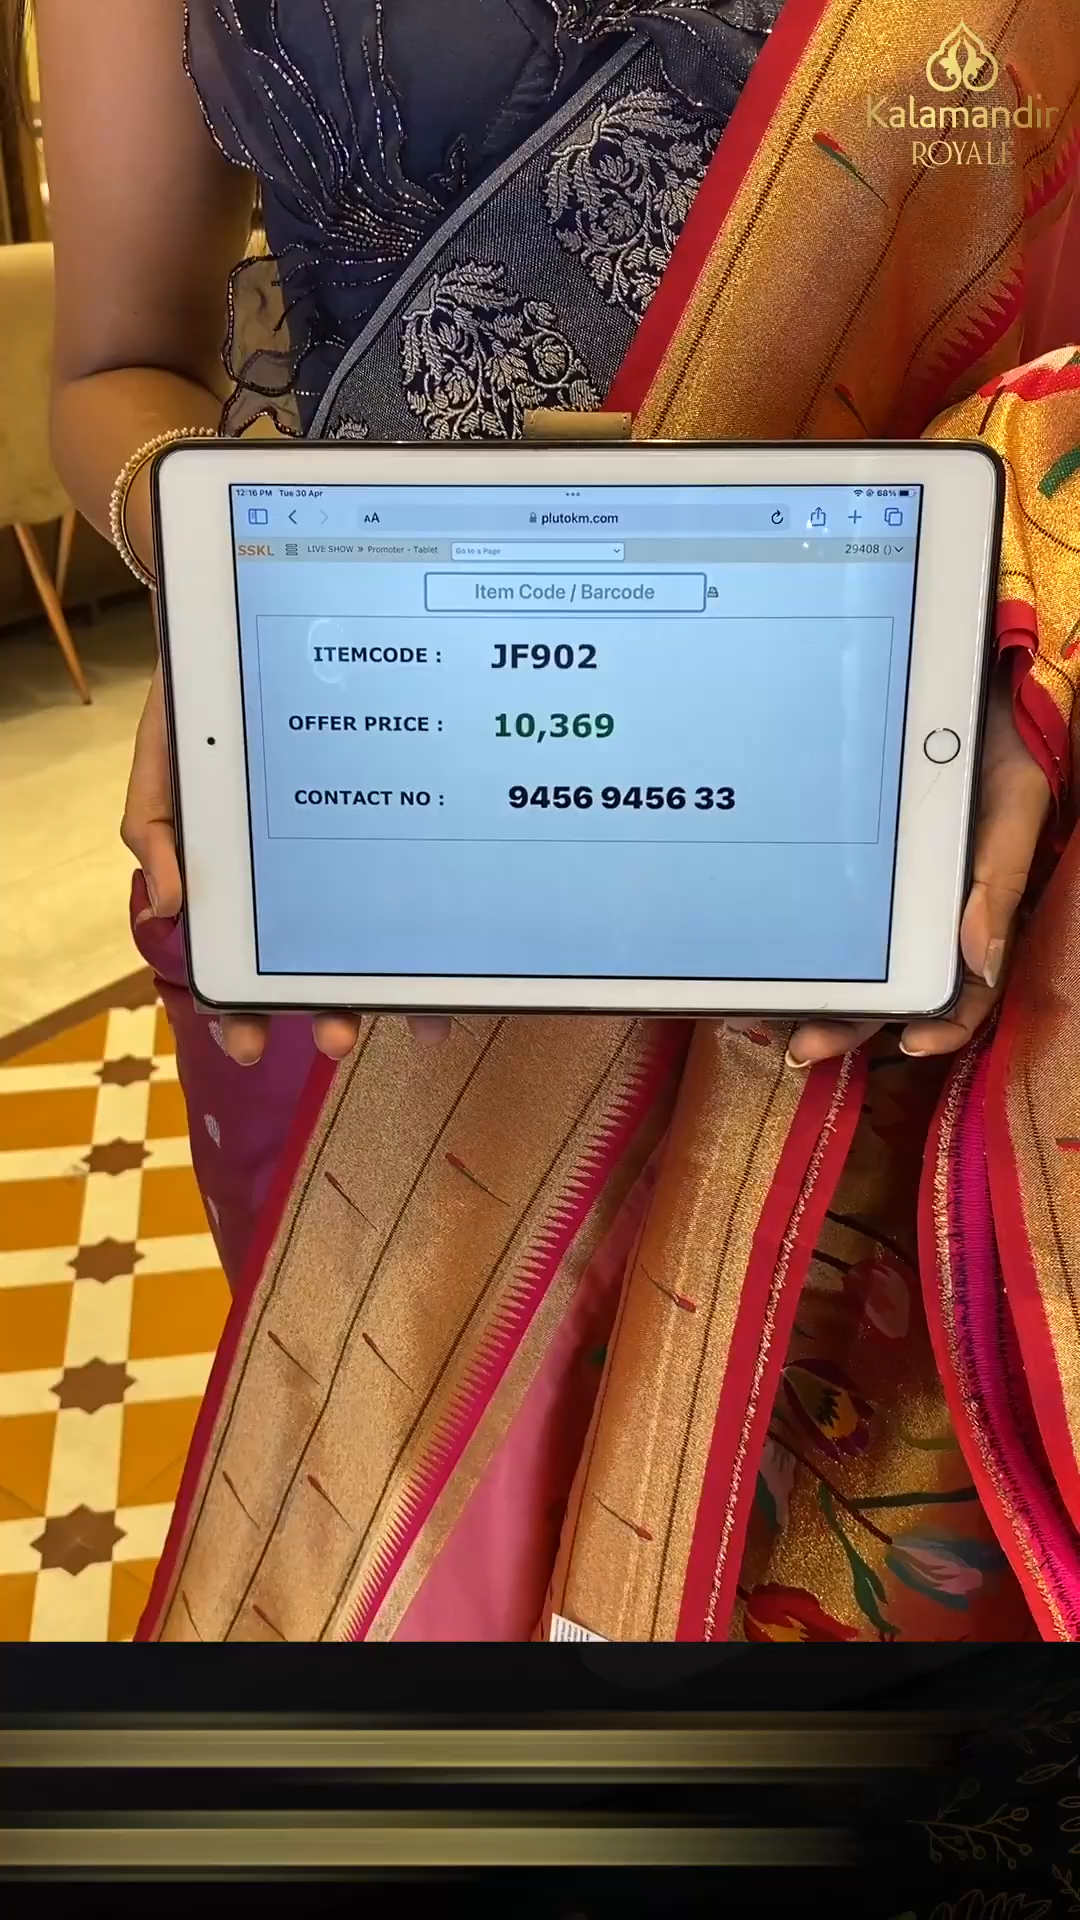 Kalamandir
ROYALE
12:16 PM Tue 30 Apr
68%
AA
plutokm.com
SSKL
LIVE SHOW » Promoter - Tablet
Go to a Page
29408 ()
Item Code / Barcode
ITEMCODE : JF902
OFFER PRICE : 10,369
CONTACT NO : 9456 9456 33